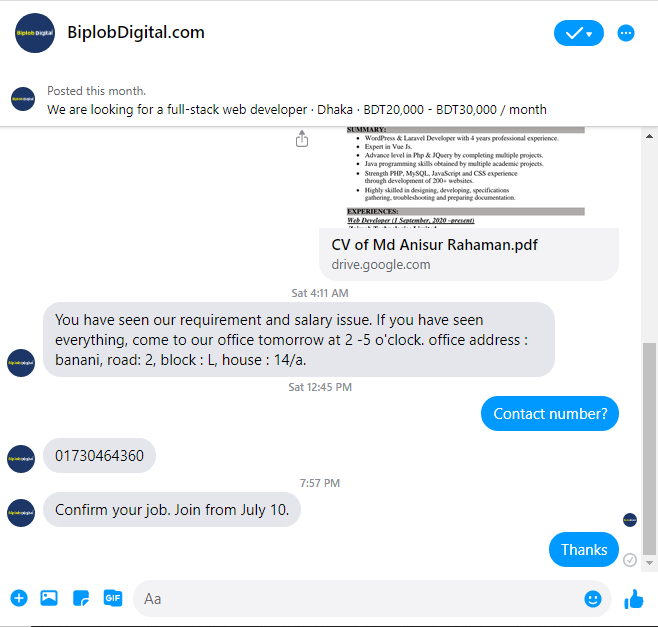 Biplob Digital
BiplobDigital.com
Posted this month.
We are looking for a full-stack web developer · Dhaka · BDT20,000 - BDT30,000 / month
SUMMARY:
• WordPress & Laravel Developer with 4 years professional experience.
• Expert in Vue Js.
• Advance level in Php & JQuery by completing multiple projects.
• Java programming skills obtained by multiple academic projects.
• Strength PHP, MySQL, JavaScript and CSS experience
through development of 200+ websites.
• Highly skilled in designing, developing, specifications
gathering, troubleshooting and preparing documentation.
EXPERIENCES:
Web Developer (1 September, 2020 –present)
CV of Md Anisur Rahaman.pdf
drive.google.com
Sat 4:11 AM
You have seen our requirement and salary issue. If you have seen
everything, come to our office tomorrow at 2 -5 o'clock. office address :
banani, road: 2, block : L, house : 14/a.
Sat 12:45 PM
Contact number?
01730464360
7:57 PM
Confirm your job. Join from July 10.
Thanks
GIF
Aa